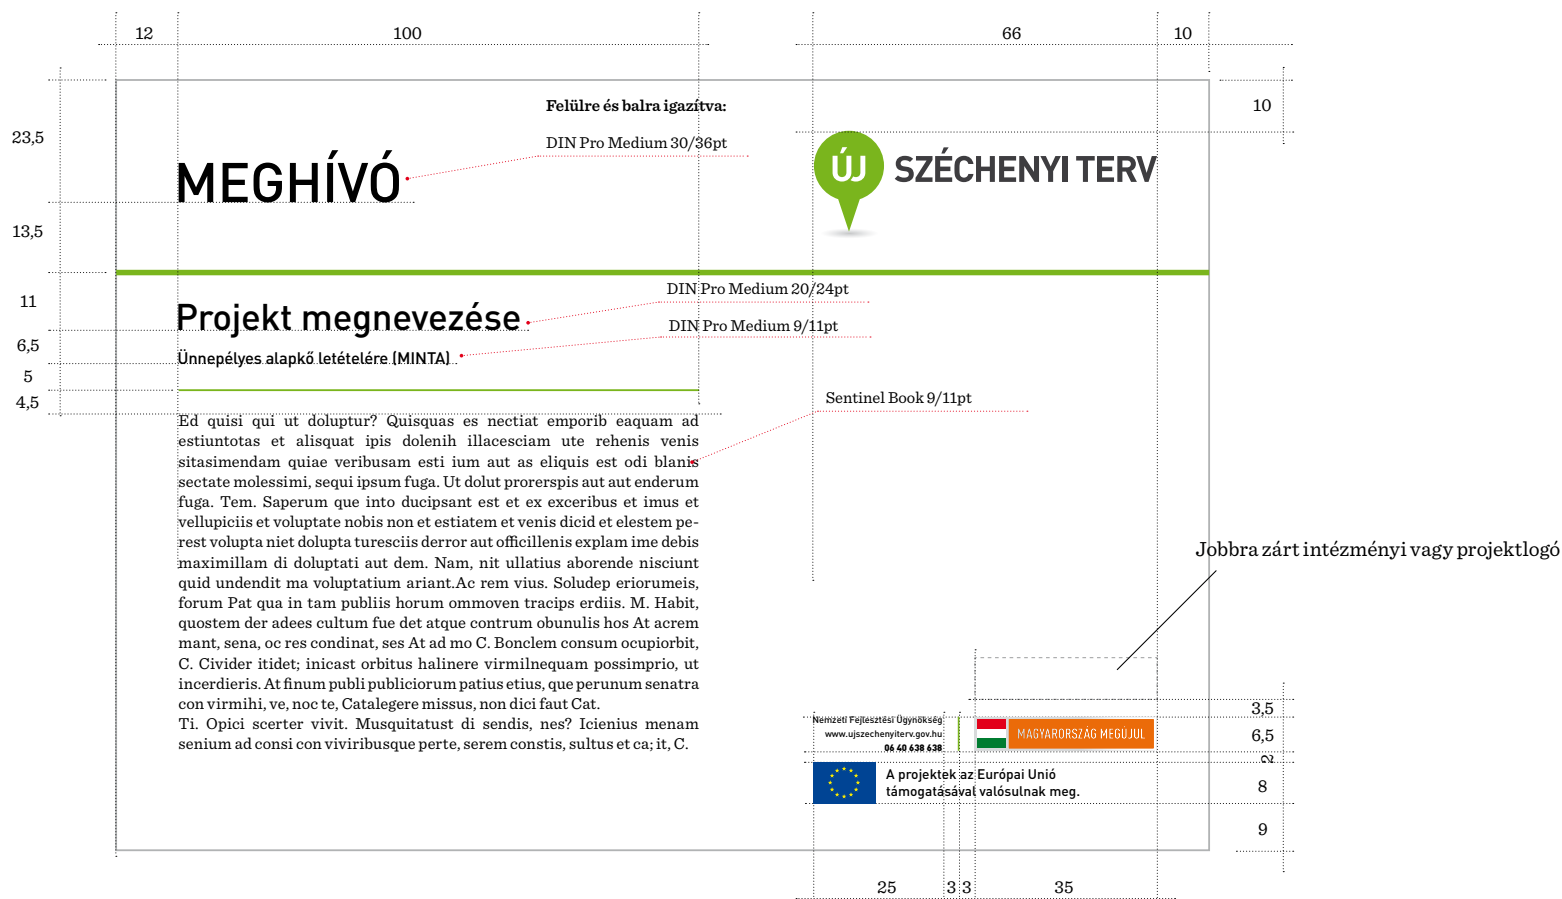 12 100 66 10
Felülre és balra igazítva:
10
23,5
DIN Pro Medium 30/36pt
MEGHÍVÓ
ÚJ SZÉCHENYI TERV
13,5
DIN Pro Medium 20/24pt
11
Projekt megnevezése
DIN Pro Medium 9/11pt
6,5
Ünnepélyes alapkő letételére (MINTA)
5
4,5
Sentinel Book 9/11pt
Ed quisi qui ut doluptur? Quisquas es nectiat emporib eaquam ad
estiuntotas et alisquat ipis dolenih illacesciam ute rehenis venis
sitasimendam quiae veribusam esti ium aut as eliquis est odi blanis
sectate molessimi, sequi ipsum fuga. Ut dolut prorerspis aut aut enderum
fuga. Tem. Saperum que into ducipsant est et ex exceribus et imus et
vellupiciis et voluptate nobis non et estiatem et venis dicid et elestem pe-
rest volupta niet dolupta turesciis derror aut officillenis explam ime debis
maximillam di doluptati aut dem. Nam, nit ullatius aborende nisciunt
quid undendit ma voluptatium ariant.Ac rem vius. Soludep eriorumeis,
forum Pat qua in tam publiis horum ommoven tracips erdiis. M. Habit,
quostem der adees cultum fue det atque contrum obunulis hos At acrem
mant, sena, oc res condinat, ses At ad mo C. Bonclem consum ocupiorbit,
C. Civider itidet; inicast orbitus halinere virmilnequam possimprio, ut
incerdieris. At finum publi publiciorum patius etius, que perunum senatra
con virmihi, ve, noc te, Catalegere missus, non dici faut Cat.
Ti. Opici scerter vivit. Musquitatust di sendis, nes? Icienius menam
senium ad consi con viviribusque perte, serem constis, sultus et ca; it, C.
Jobbra zárt intézményi vagy projektlogó
3,5
Nemzeti Fejlesztési Ügynökség
www.ujszechenyiterv.gov.hu
06 40 638 638
MAGYARORSZÁG MEGÚJUL
6,5
2
A projektek az Európai Unió
támogatásával valósulnak meg.
8
9
25 3 3 35